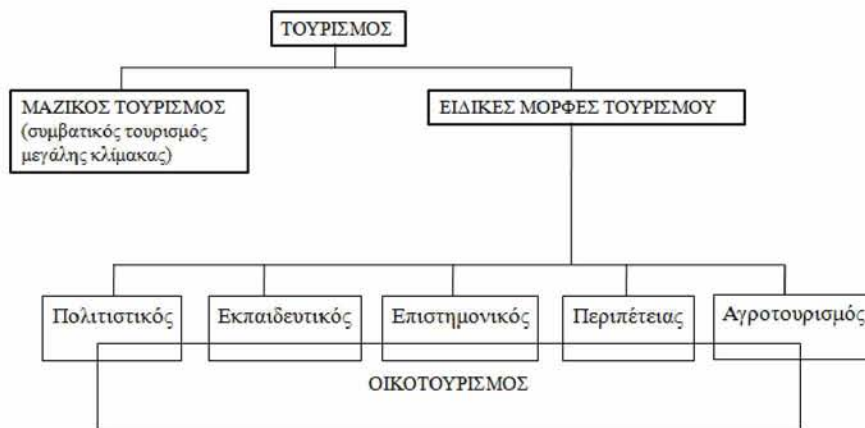 ΤΟΥΡΙΣΜΟΣ
ΜΑΖΙΚΟΣ ΤΟΥΡΙΣΜΟΣ
(συμβατικός τουρισμός
μεγάλης κλίμακας)
ΕΙΔΙΚΕΣ ΜΟΡΦΕΣ ΤΟΥΡΙΣΜΟΥ
Πολιτιστικός
Εκπαιδευτικός
Επιστημονικός
Περιπέτειας
Αγροτουρισμός
ΟΙΚΟΤΟΥΡΙΣΜΟΣ